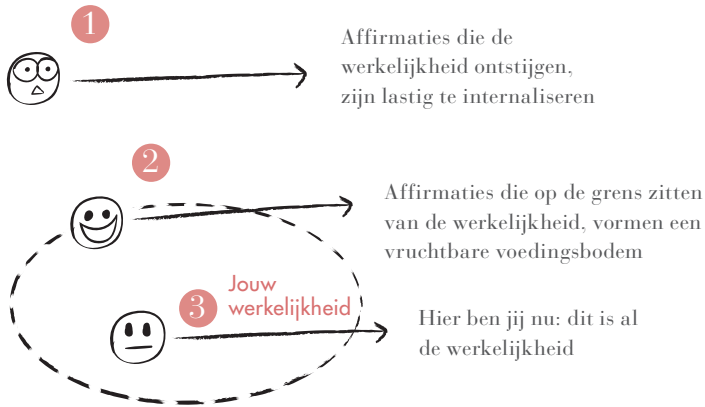 1
Affirmaties die de
werkelijkheid ontstijgen,
zijn lastig te internaliseren
2
Affirmaties die op de grens zitten
van de werkelijkheid, vormen een
vruchtbare voedingsbodem
3
Jouw
werkelijkheid
Hier ben jij nu: dit is al
de werkelijkheid